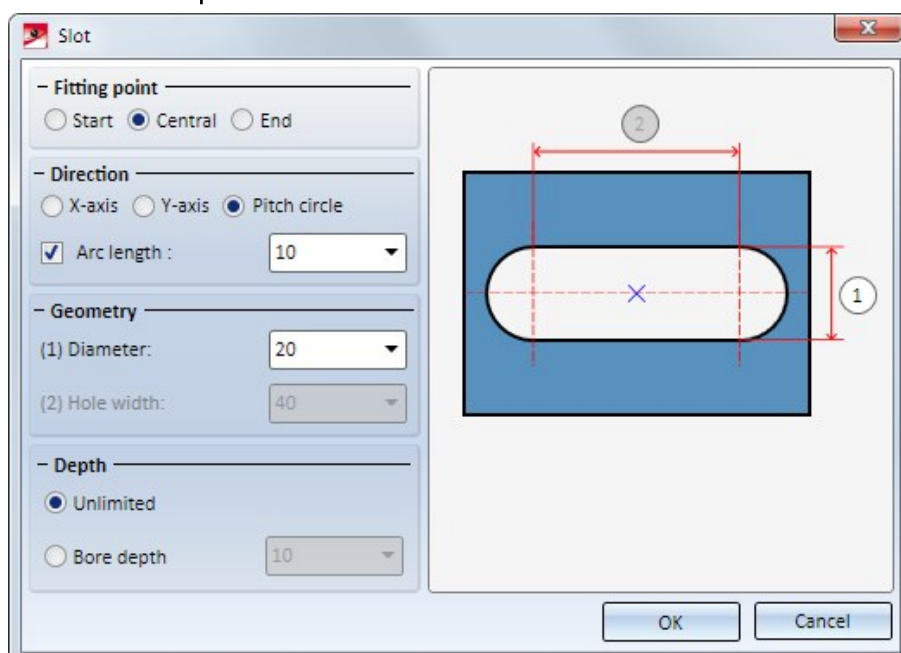 Slot
Fitting point
Start Central End
Direction
X-axis Y-axis Pitch circle
Arc length : 10
Geometry
(1) Diameter: 20
(2) Hole width: 40
Depth
Unlimited
Bore depth 10
2
1
OK Cancel